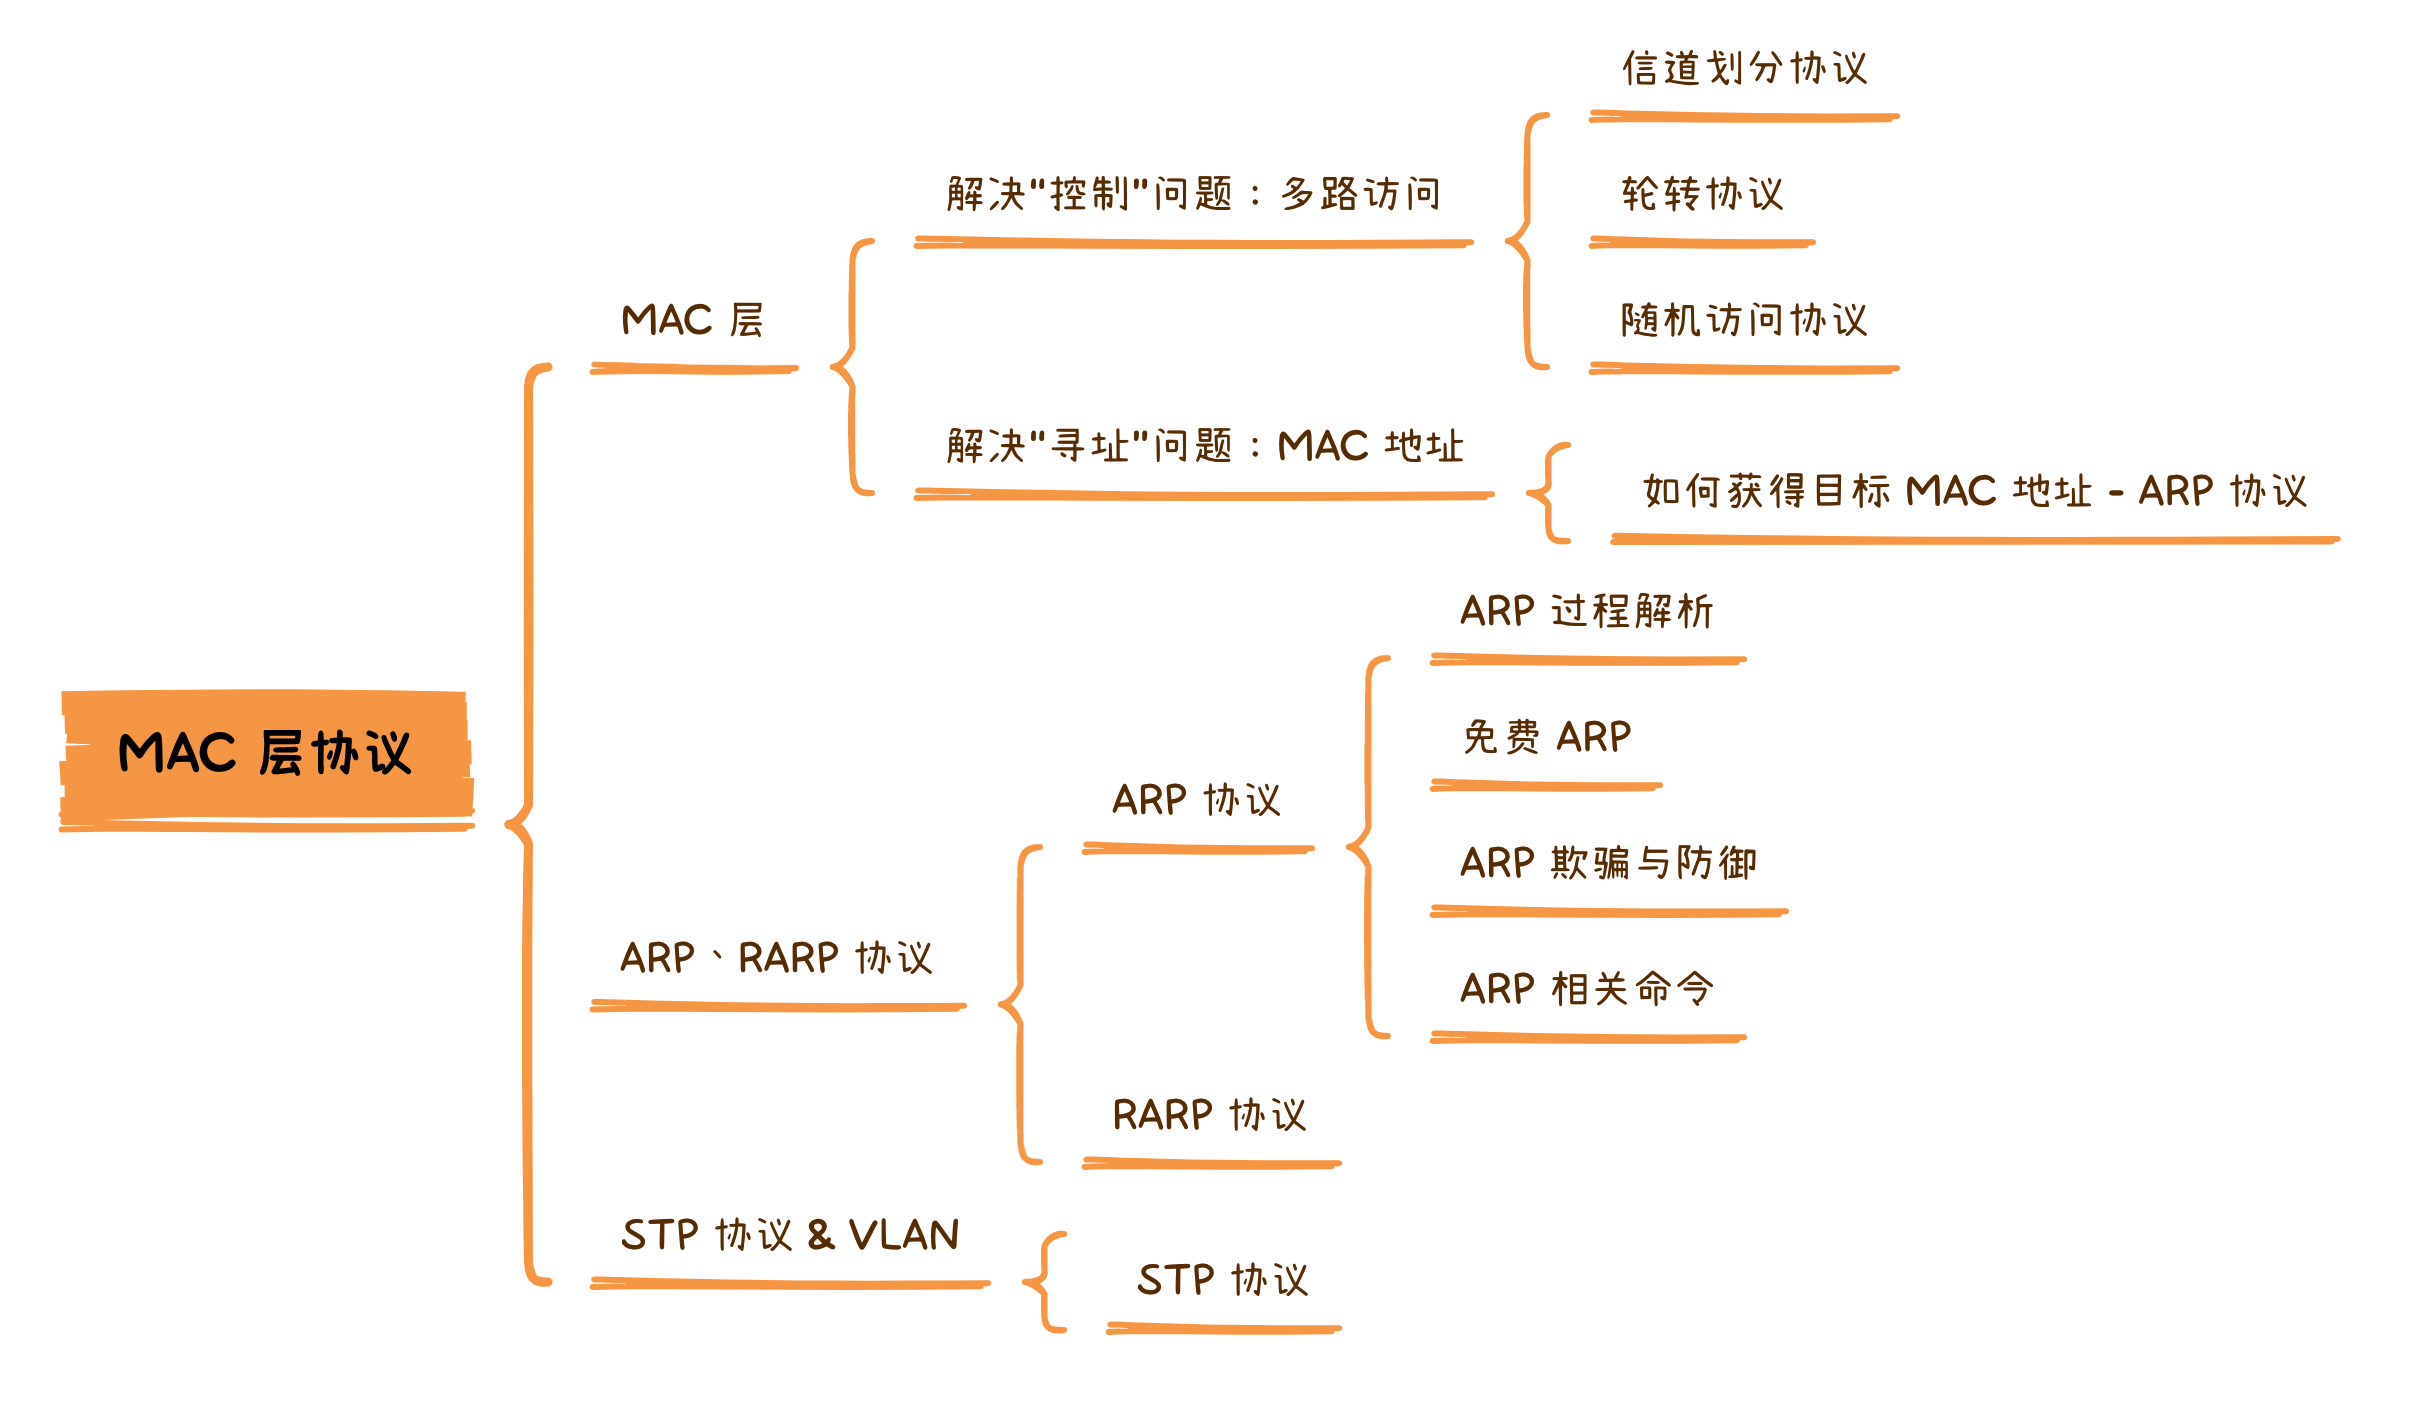 MAC 层协议
MAC 层
解决"控制"问题：多路访问
信道划分协议
轮转协议
随机访问协议
解决"寻址"问题：MAC 地址
如何获得目标 MAC 地址 - ARP 协议
ARP、RARP 协议
ARP 协议
ARP 过程解析
免费 ARP
ARP 欺骗与防御
ARP 相关命令
RARP 协议
STP 协议 & VLAN
STP 协议